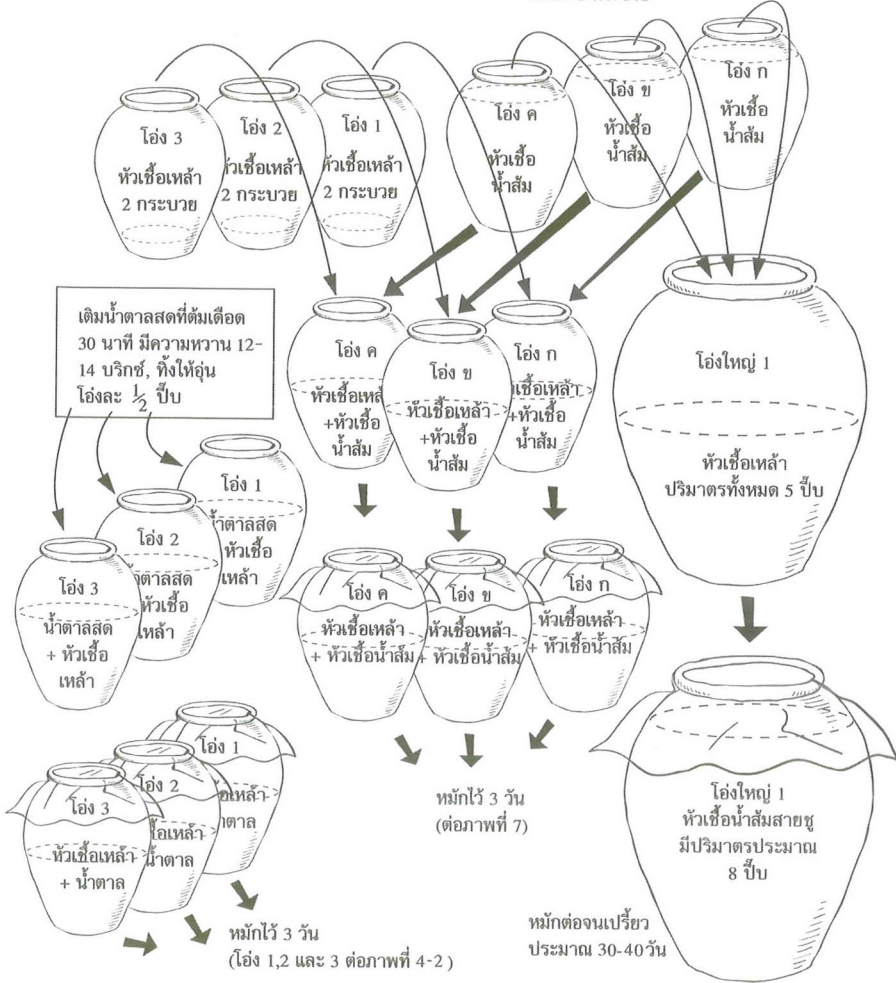 โอ่ง 3
หัวเชื้อเหล้า
2 กระบวย
โอ่ง 2
หัวเชื้อเหล้า
2 กระบวย
โอ่ง 1
หัวเชื้อเหล้า
2 กระบวย
โอ่ง ค
หัวเชื้อ
น้ำส้ม
โอ่ง ข
หัวเชื้อ
น้ำส้ม
โอ่ง ก
หัวเชื้อ
น้ำส้ม
เติมน้ำตาลสดที่ต้มเดือด
30 นาที มีความหวาน 12-
14 บริกซ์, ทิ้งให้อุ่น
โอ่งละ ½ ปี๊บ
โอ่ง ค
หัวเชื้อเหล้
+หัวเชื้อ
น้ำส้ม
โอ่ง ข
หัวเชื้อเหล้า
+หัวเชื้อ
น้ำส้ม
โอ่ง ก
หัวเชื้อเหล้า
+หัวเชื้อ
น้ำส้ม
โอ่งใหญ่ 1
หัวเชื้อเหล้า
ปริมาตรทั้งหมด 5 ปี๊บ
โอ่ง 1
น้ำตาลสด
หัวเชื้อ
เหล้า
โอ่ง 2
น้ำตาลสด
หัวเชื้อ
เหล้า
โอ่ง 3
น้ำตาลสด
+ หัวเชื้อ
เหล้า
โอ่ง ค
หัวเชื้อเหล้า
+ หัวเชื้อน้ำส้ม
โอ่ง ข
หัวเชื้อเหล้า
+ หัวเชื้อน้ำส้ม
โอ่ง ก
หัวเชื้อเหล้า
+ หัวเชื้อน้ำส้ม
โอ่ง 1
โอ่ง 2
โอ่ง 3
หัวเชื้อเหล้า
+ น้ำตาล
หมักไว้ 3 วัน
(ต่อภาพที่ 7)
โอ่งใหญ่ 1
หัวเชื้อน้ำส้มสายชู
มีปริมาตรประมาณ
8 ปี๊บ
หมักไว้ 3 วัน
(โอ่ง 1,2 และ 3 ต่อภาพที่ 4-2 )
หมักต่อจนเปรี้ยว
ประมาณ 30-40วัน